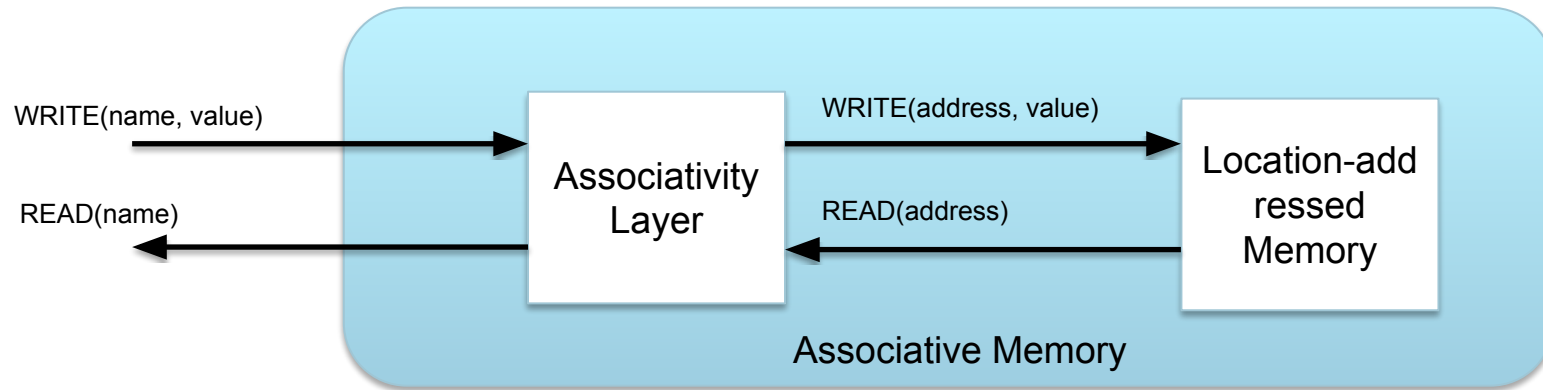 WRITE(name, value)
READ(name)
Associativity
Layer
WRITE(address, value)
READ(address)
Location-add
ressed
Memory
Associative Memory